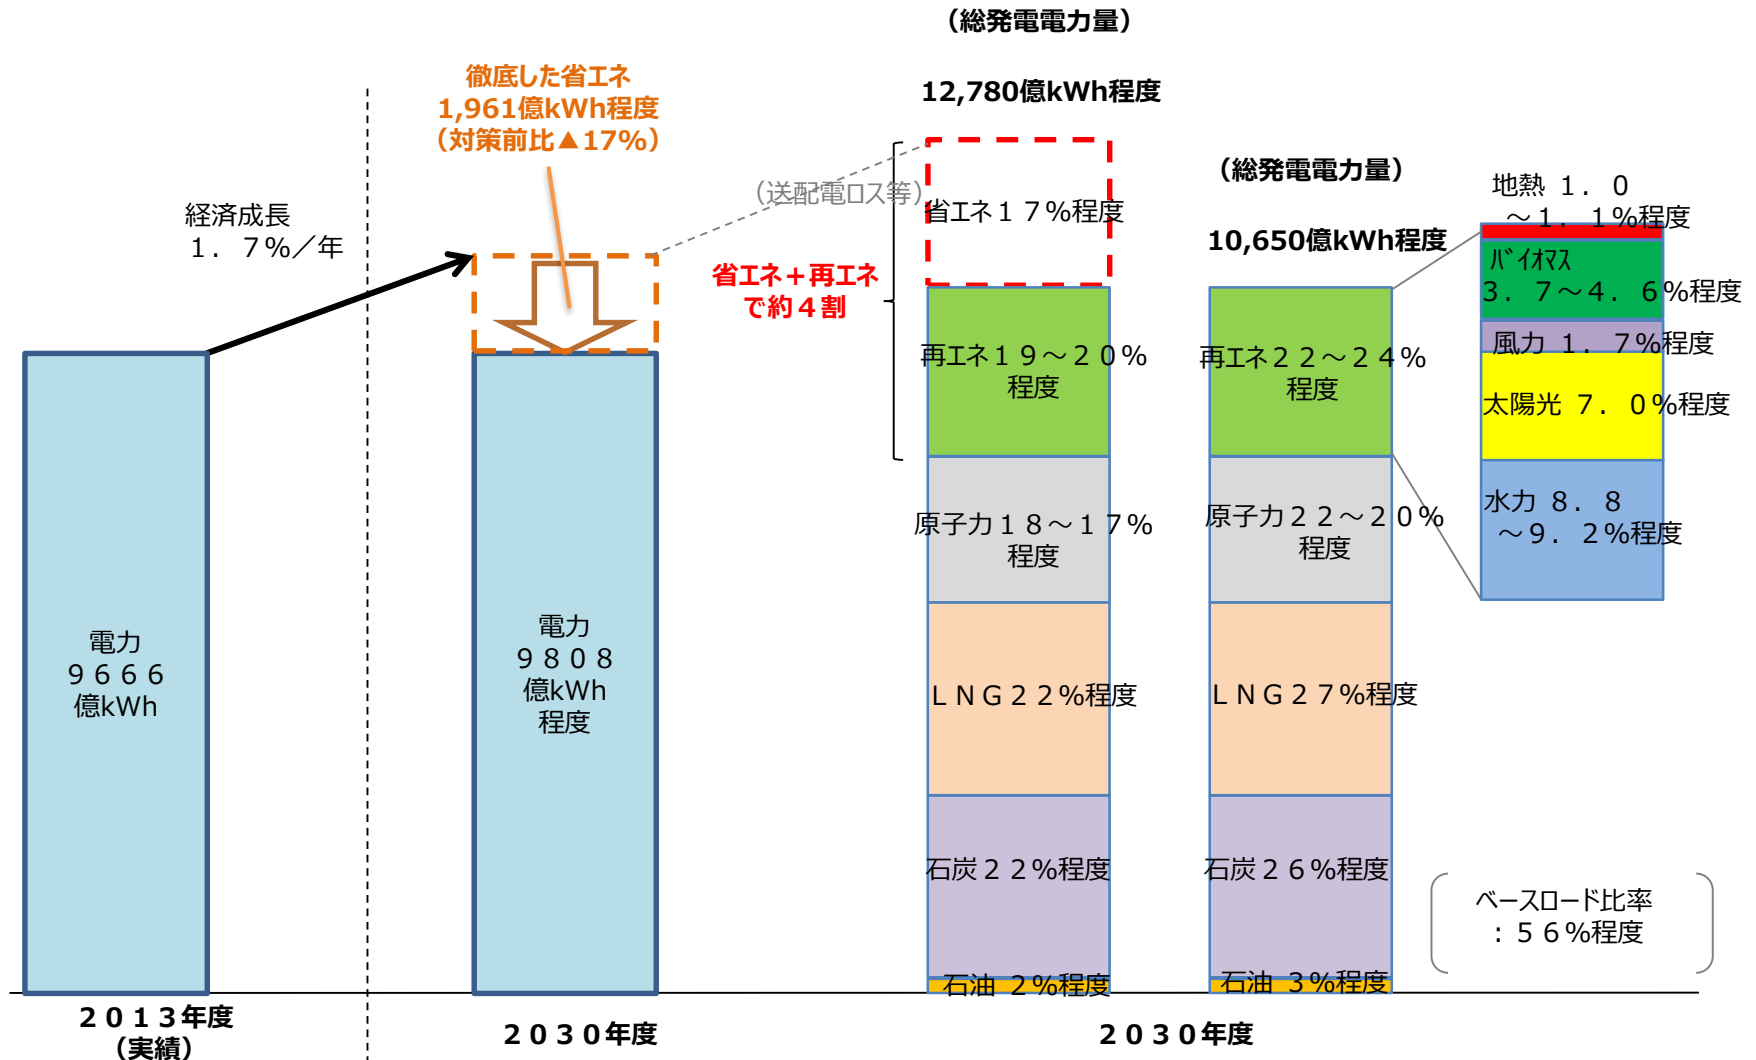 （総発電電力量）
12,780億kWh程度
徹底した省エネ
1,961億kWh程度
（対策前比▲17%）
（総発電電力量）
10,650億kWh程度
経済成長
１．７%／年
（送配電ロス等）
省エネ１７%程度
地熱 １．０
～１．１%程度
バイオマス
３．７～４．６%程度
風力 １．７%程度
太陽光 ７．０%程度
水力 ８．８
～９．２%程度
省エネ＋再エネ
で約４割
再エネ１９～２０%
程度
再エネ２２～２４%
程度
原子力１８～１７%
程度
原子力２２～２０%
程度
電力
９６６６
億kWh
電力
９８０８
億kWh
程度
ＬＮＧ２２%程度
ＬＮＧ２７%程度
石炭２２%程度
石炭２６%程度
ベースロード比率
：５６%程度
石油 ２%程度
石油 ３%程度
２０１３年度
（実績）
２０３０年度
２０３０年度